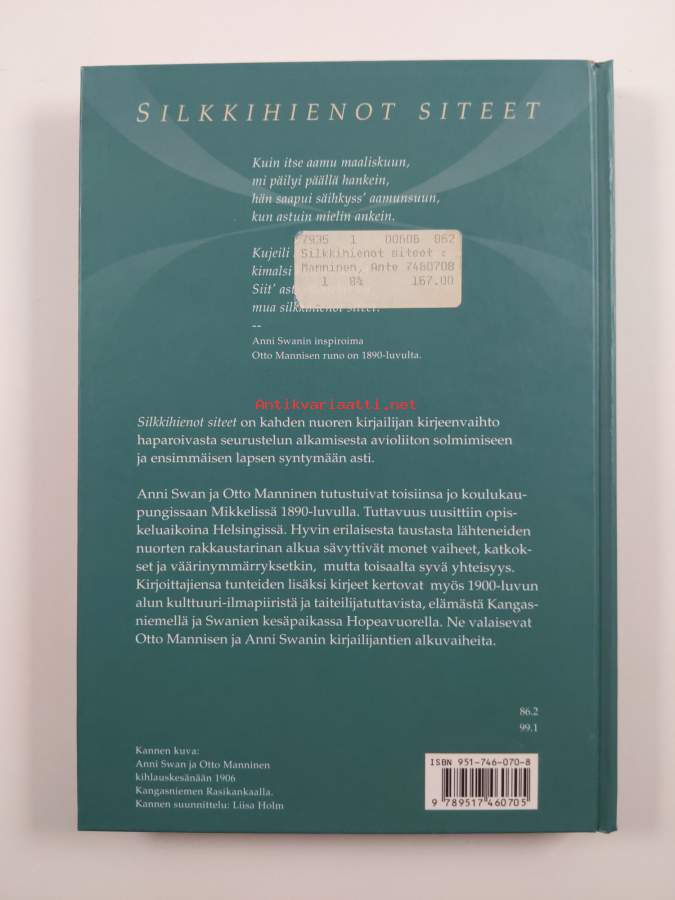 SILKKIHIENOT SITEET
Kuin itse aamu maaliskuun,
mi päilyi päällä hankein,
hän saapui säihkyss' aamunsuun,
kun astuin mielin ankein.
Kujeili
kimalsi
Siit'
mua silkkihienot siteet.
--
7935 1 00606 062
Silkkihienot siteet :
Manninen, Ante 7460708
1 84 167.00
Anni Swanin inspiroima
Otto Mannisen runo on 1890-luvulta.
Antikvariaatti.net
Silkkihienot siteet on kahden nuoren kirjailijan kirjeenvaihto
haparoivasta seurustelun alkamisesta avioliiton solmimiseen
ja ensimmäisen lapsen syntymään asti.
Anni Swan ja Otto Manninen tutustuivat toisiinsa jo koulukau-
pungissaan Mikkelissä 1890-luvulla. Tuttavuus uusittiin opis-
keluaikoina Helsingissä. Hyvin erilaisesta taustasta lähteneiden
nuorten rakkaustarinan alkua sävyttivät monet vaiheet, katkok-
set ja väärinymmärryksetkin, mutta toisaalta syvä yhteisyys.
Kirjoittajiensa tunteiden lisäksi kirjeet kertovat myös 1900-luvun
alun kulttuuri-ilmapiiristä ja taiteilijatuttavista, elämästä Kangas-
niemellä ja Swanien kesäpaikassa Hopeavuorella. Ne valaisevat
Otto Mannisen ja Anni Swanin kirjailijantien alkuvaiheita.
86.2
99.1
Kannen kuva:
Anni Swan ja Otto Manninen
kihlauskesänään 1906
Kangasniemen Rasikankaalla.
Kannen suunnittelu: Liisa Holm
ISBN 951-746-070-8
9 789517 460705